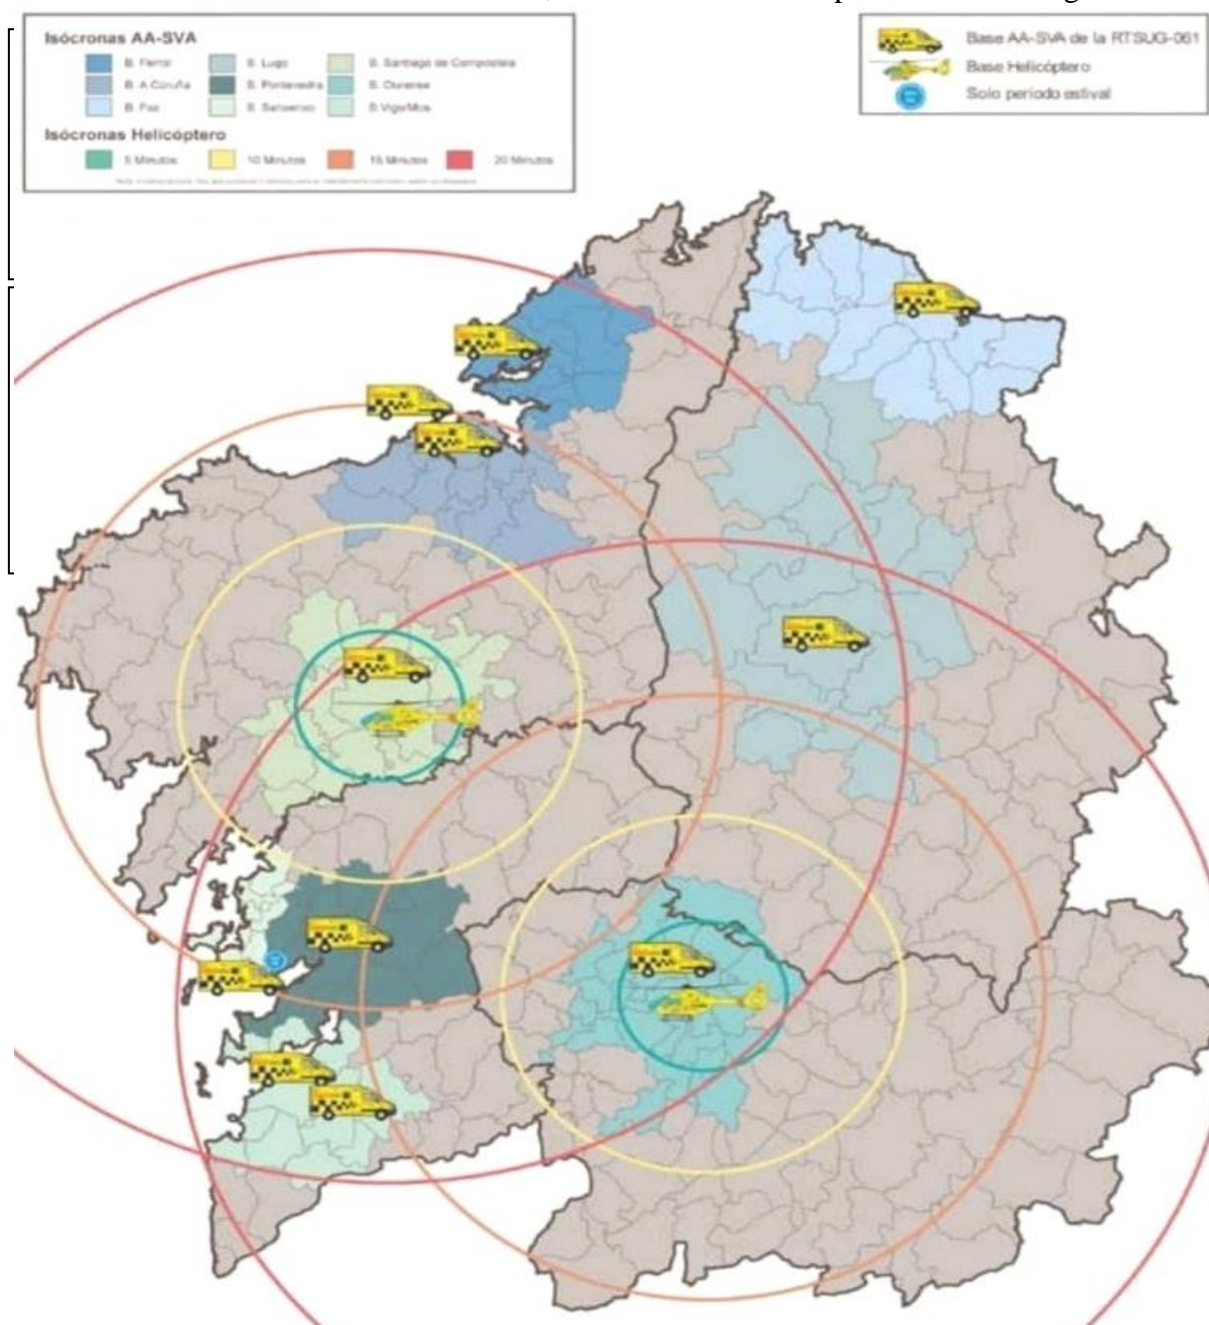 Isócronas AA-SVA
B. Ferrol
B. Lugo
B. Santiago de Compostela
B. A Coruña
B. Pontevedra
B. Ourense
B. Foz
B. Sanxenxo
B. Vigo/Mos
Isócronas Helicóptero
5 Minutos
10 Minutos
15 Minutos
20 Minutos
Base AA-SVA de la RTSUG-061
Base Helicóptero
Solo período estival